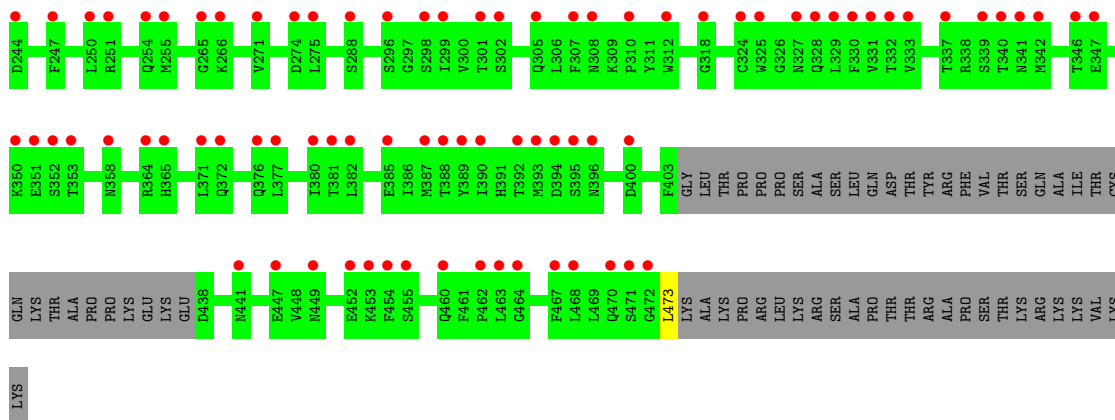 D244 F247 L250 R251 Q254 M255 G265 K266 V271 D274 L275 S288 S296 G297 S298 I299 V300 T301 S302 Q305 L306 F307 N308 K309 P310 Y311 W312 G318 C324 W325 G326 N327 Q328 L329 F330 V331 T332 V333 T337 R338 S339 T340 N341 M342 T346 E347
K350 E351 S352 T353 N358 R364 H365 L371 Q372 Q376 L377 I380 T381 L382 E385 I386 M387 T388 Y389 I390 H391 T392 M393 D394 S395 N396 D400 F403 GLY LEU THR PRO PRO PRO SER ALA SER LEU GLN ASP THR TYR ARG PHE VAL THR SER GLN ALA ILE THR CYS
GLN LYS THR ALA PRO PRO LYS GLU LYS GLU D438 N441 E447 V448 N449 E452 K453 F454 S455 Q460 F461 P462 L463 G464 F467 L468 L469 Q470 S471 G472 L473 LYS ALA LYS PRO ARG LEU LYS ARG SER ALA PRO THR THR ARG ALA PRO SER THR LYS ARG LYS LYS VAL LYS
LYS